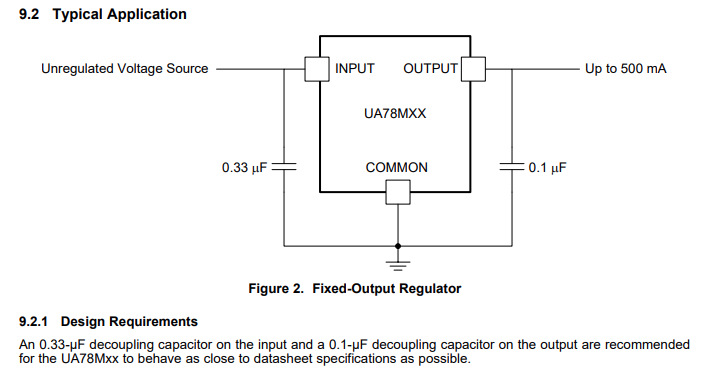 9.2 Typical Application
Unregulated Voltage Source
INPUT OUTPUT
Up to 500 mA
UA78MXX
0.33 µF
COMMON
0.1 µF
Figure 2. Fixed-Output Regulator
9.2.1 Design Requirements
An 0.33-µF decoupling capacitor on the input and a 0.1-µF decoupling capacitor on the output are recommended
for the UA78Mxx to behave as close to datasheet specifications as possible.